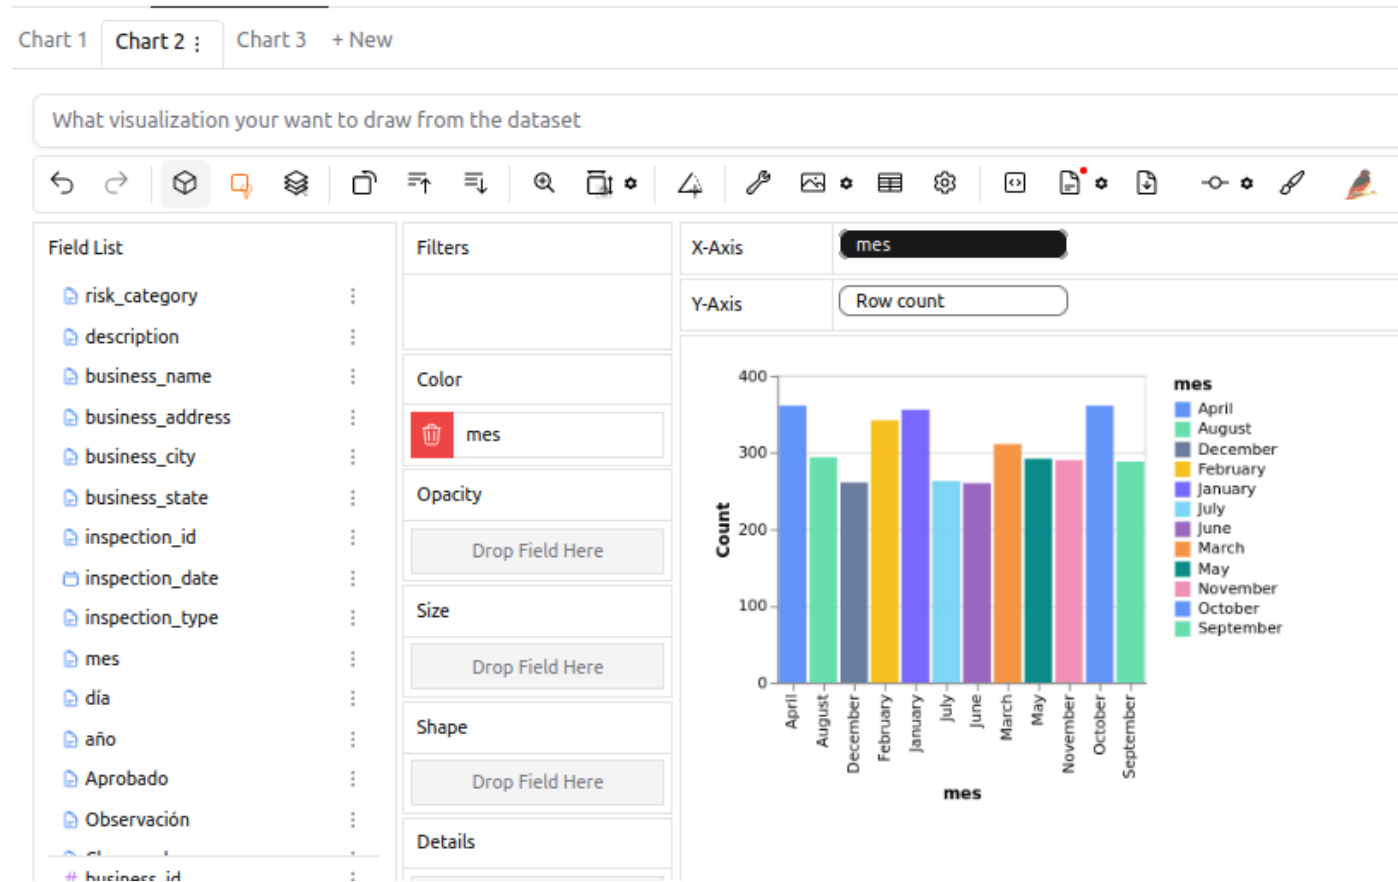 Chart 1
Chart 2
Chart 3
+ New
What visualization your want to draw from the dataset
Field List
risk_category
description
business_name
business_address
business_city
business_state
inspection_id
inspection_date
inspection_type
mes
día
año
Aprobado
Observación
# business_id
Filters
Color
mes
Opacity
Drop Field Here
Size
Drop Field Here
Shape
Drop Field Here
Details
X-Axis
mes
Y-Axis
Row count
400
300
200
100
0
Count
April
August
December
February
January
July
June
March
May
November
October
September
mes
mes
April
August
December
February
January
July
June
March
May
November
October
September